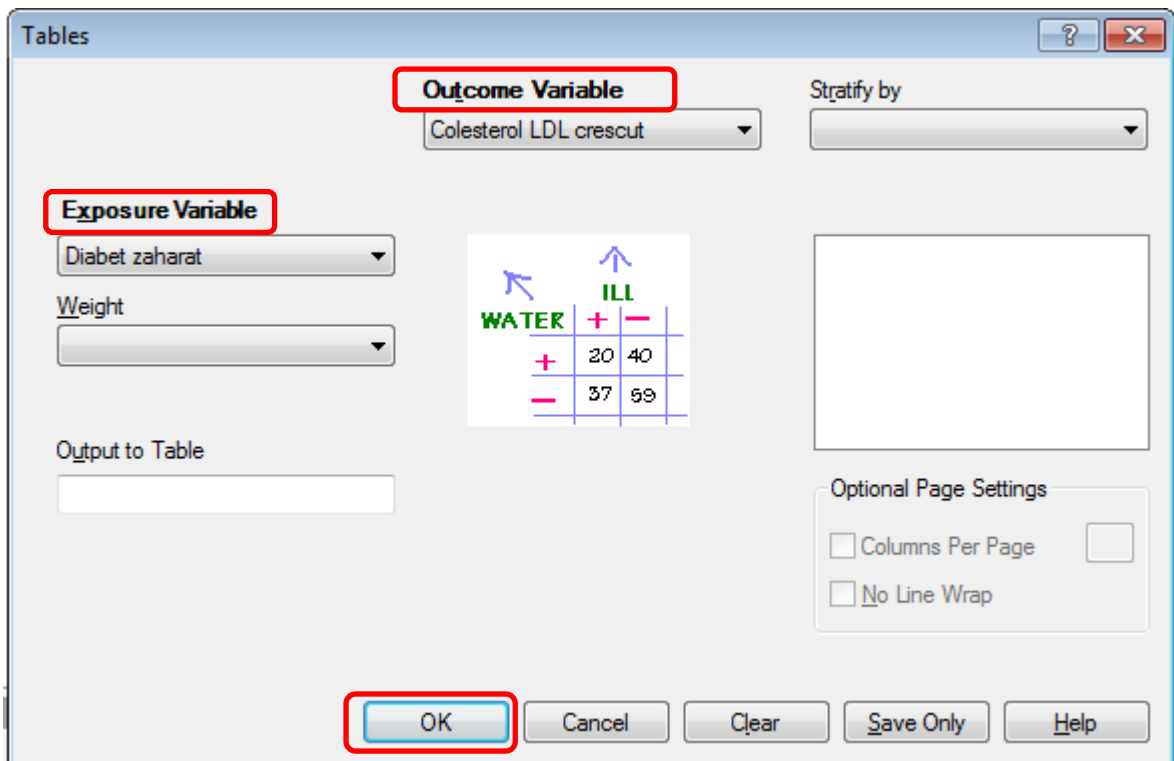 Tables
Outcome Variable
Stratify by
Colesterol LDL crescut
Exposure Variable
Diabet zaharat
Weight
ILL
WATER + −
+ 20 40
− 37 59
Output to Table
Optional Page Settings
Columns Per Page
No Line Wrap
OK Cancel Clear Save Only Help